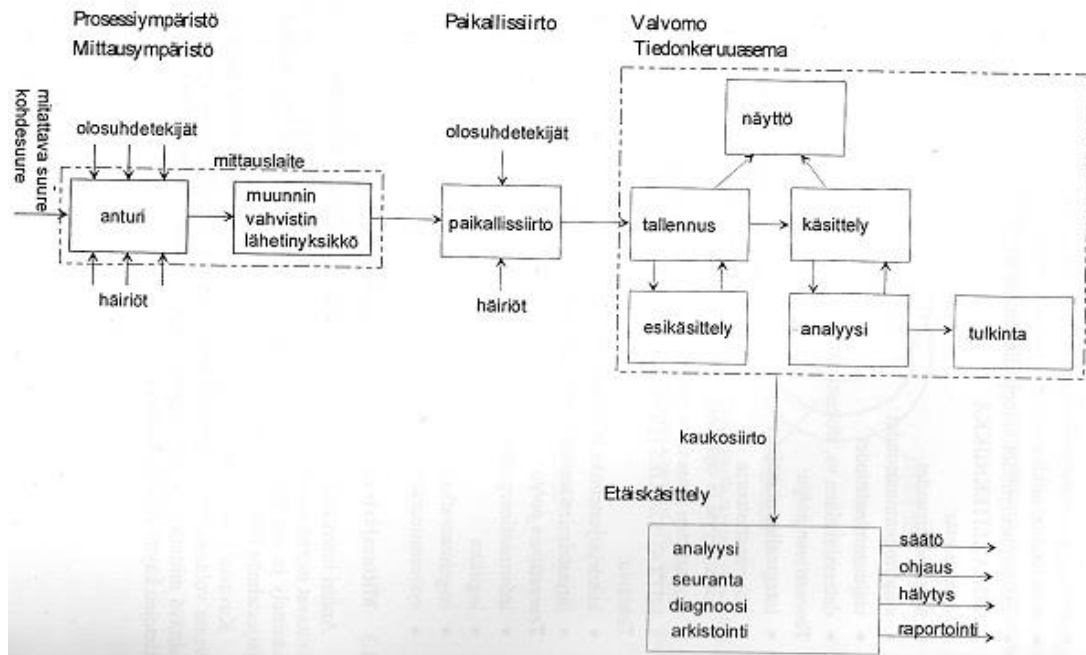 Prosessiympäristö
Mittausympäristö
Paikallissiirto
Valvomo
Tiedonkeruuasema
mitattava suure
kohdesuure
olosuhdetekijät
mittauslaite
anturi
muunnin
vahvistin
lähetinyksikkö
häiriöt
olosuhdetekijät
paikallissiirto
häiriöt
näyttö
tallennus
käsittely
esikäsittely
analyysi
tulkinta
kaukosiirto
Etäiskäsittely
analyysi
seuranta
diagnoosi
arkistointi
säätö
ohjaus
hälytys
raportointi